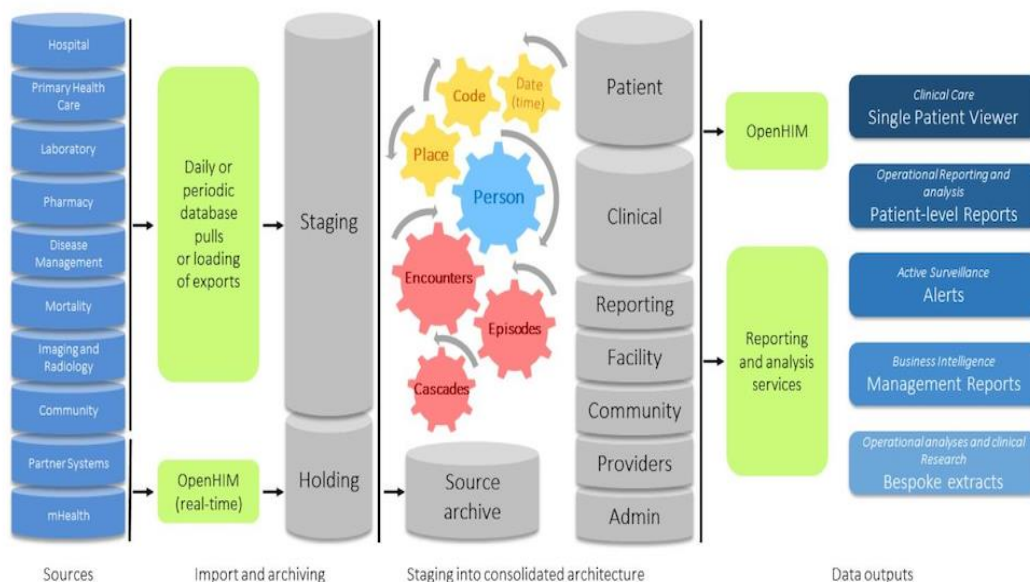 Hospital
Primary Health
Care
Laboratory
Pharmacy
Disease
Management
Mortality
Imaging and
Radiology
Community
Partner Systems
mHealth
Daily or
periodic
database
pulls
or loading
of exports
OpenHIM
(real-time)
Staging
Holding
Code
Date
(time)
Place
Person
Encounters
Episodes
Cascades
Source
archive
Patient
Clinical
Reporting
Facility
Community
Providers
Admin
OpenHIM
Reporting
and analysis
services
Clinical Care
Single Patient Viewer
Operational Reporting and
analysis
Patient-level Reports
Active Surveillance
Alerts
Business Intelligence
Management Reports
Operational analyses and clinical
Research
Bespoke extracts
Sources
Import and archiving
Staging into consolidated architecture
Data outputs